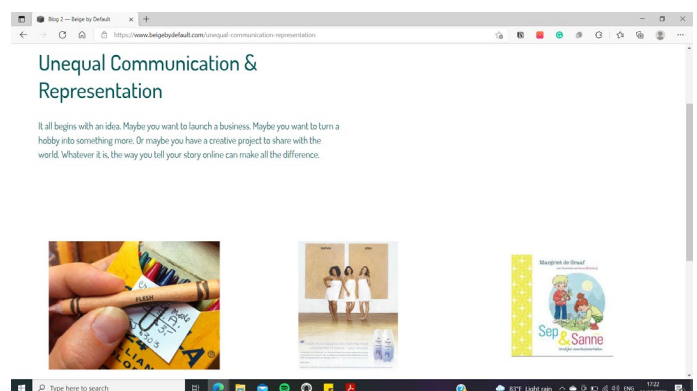 Blog 2 — Beige by Default
https://www.beigebydefault.com/unequal-communication-representation
Unequal Communication &
Representation
It all begins with an idea. Maybe you want to launch a business. Maybe you want to turn a
hobby into something more. Or maybe you have a creative project to share with the
world. Whatever it is, the way you tell your story online can make all the difference.
FLESH
before
after
Margriet de Graaf
Sep
& Sanne
Type here to search
83°F Light rain
ENG
17:22